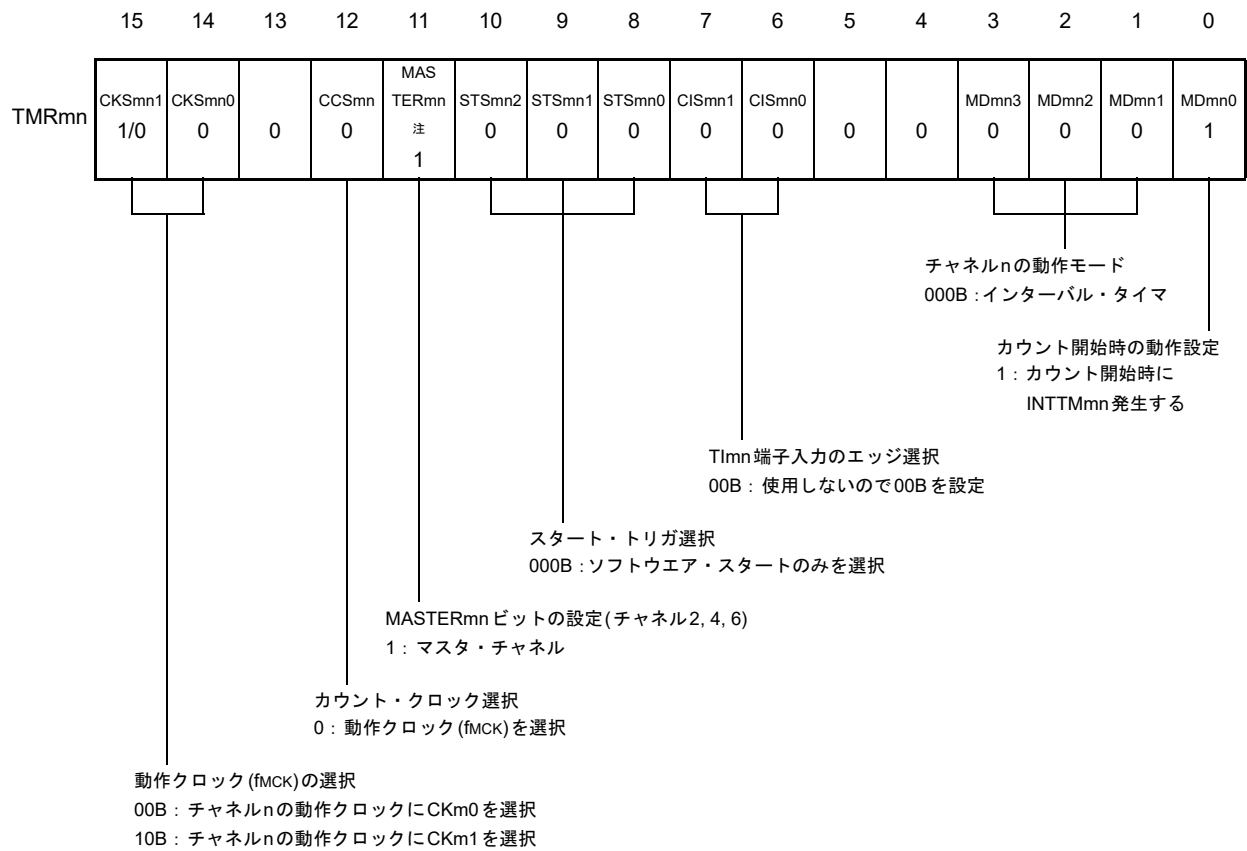 15 14 13 12 11 10 9 8 7 6 5 4 3 2 1 0
TMRmn
CKSmn1
1/0
CKSmn0
0
0
CCSmn
0
MAS
TERmn
注
1
STSmn2
0
STSmn1
0
STSmn0
0
CISmn1
0
CISmn0
0
0
0
MDmn3
0
MDmn2
0
MDmn1
0
MDmn0
1
チャネルnの動作モード
000B：インターバル・タイマ
カウント開始時の動作設定
1：カウント開始時に
INTTMmn発生する
TImn端子入力のエッジ選択
00B：使用しないので00Bを設定
スタート・トリガ選択
000B：ソフトウエア・スタートのみを選択
MASTERmnビットの設定(チャネル2, 4, 6)
1：マスタ・チャネル
カウント・クロック選択
0：動作クロック(fMCK)を選択
動作クロック(fMCK)の選択
00B：チャネルnの動作クロックにCKm0を選択
10B：チャネルnの動作クロックにCKm1を選択